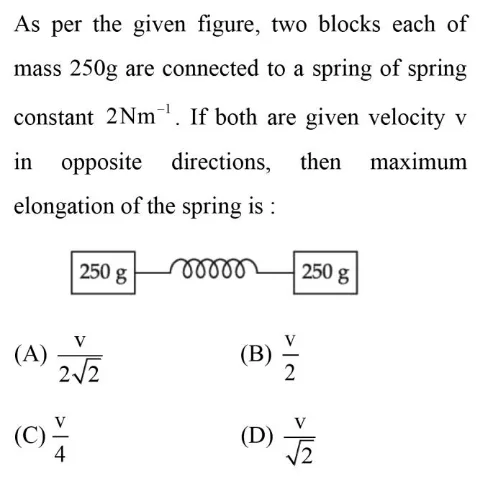 As per the given figure, two blocks each of
mass 250g are connected to a spring of spring
constant 2Nm⁻¹. If both are given velocity v
in opposite directions, then maximum
elongation of the spring is :
250 g 250 g
(A) v/2√2 (B) v/2
(C) v/4 (D) v/√2